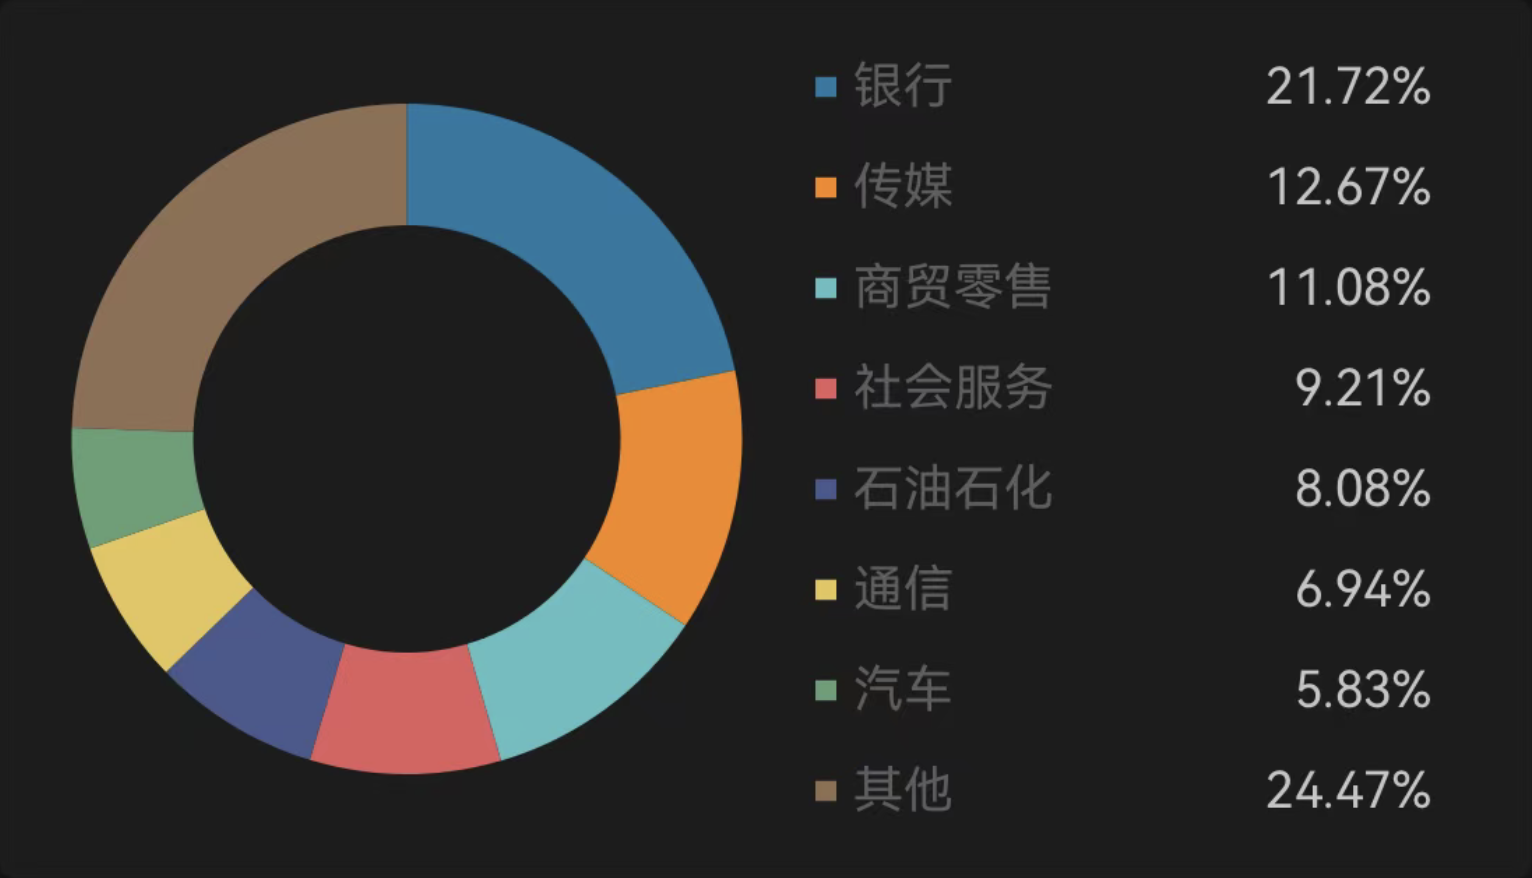 银行 21.72%
传媒 12.67%
商贸零售 11.08%
社会服务 9.21%
石油石化 8.08%
通信 6.94%
汽车 5.83%
其他 24.47%